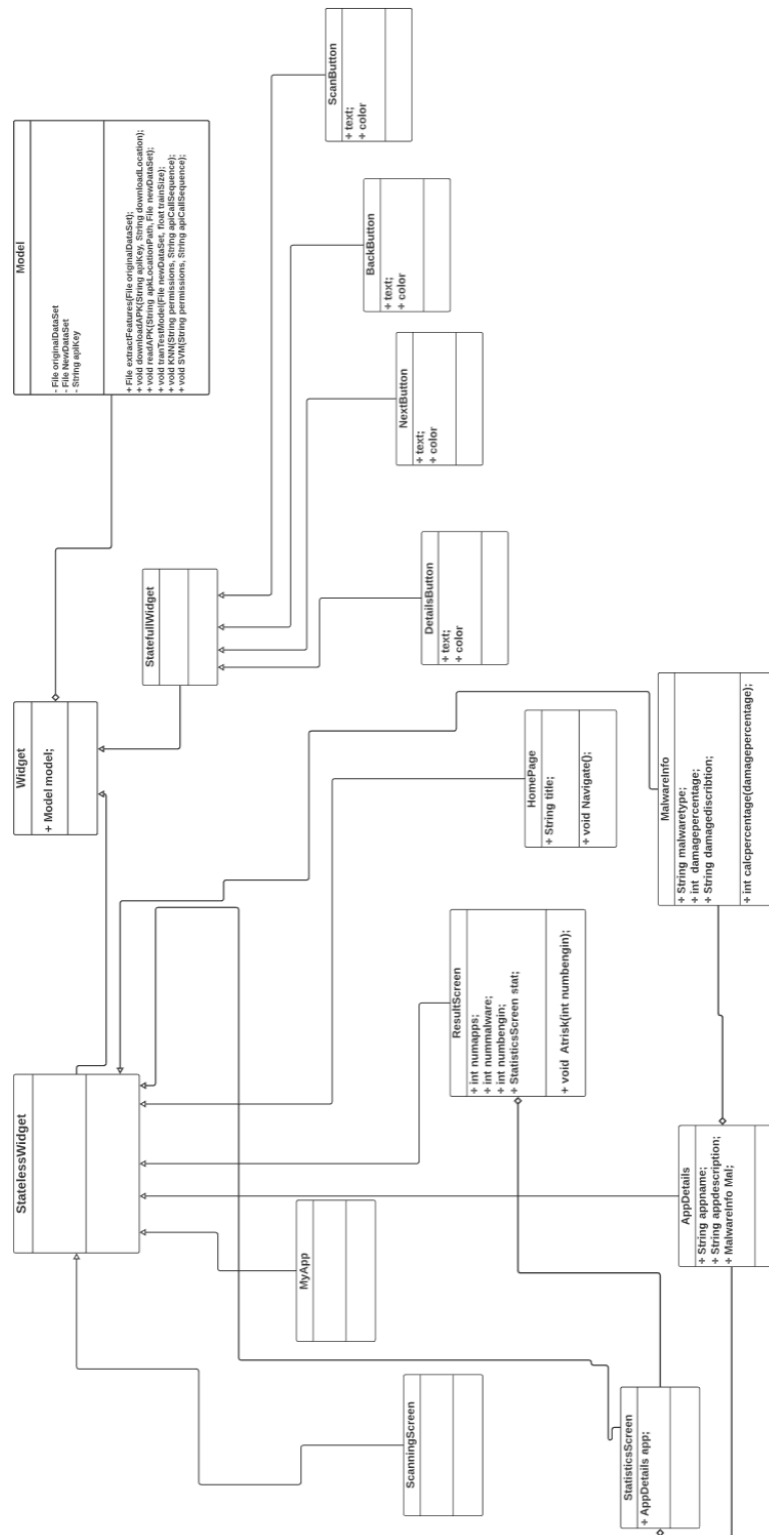 StatelessWidget
Widget
+ Model model;
Model
- File originalDataSet
- File NewDataSet
- String apiKey
+ File extractFeatures(File originalDataSet);
+ void downloadAPK(String apiKey, String downloadLocation);
+ void readAPK(String apkLocationPath, File newDataSet);
+ void tranTestModel(File newDataSet, float trainSize);
+ void KNN(String permissions, String apiCallSequence);
+ void SVM(String permissions, String apiCallSequence);
StatefullWidget
ScanButton
+ text;
+ color
BackButton
+ text;
+ color
NextButton
+ text;
+ color
DetailsButton
+ text;
+ color
ScanningScreen
MyApp
ResultScreen
+ int numapps;
+ int nummalware;
+ int numbengin;
+ StatisticsScreen stat;
+ void Atrisk(int numbengin);
HomePage
+ String title;
+ void Navigate();
StatisticsScreen
+ AppDetails app;
AppDetails
+ String appname;
+ String appdescription;
+ MalwareInfo Mal;
MalwareInfo
+ String malwaretype;
+ int damagepercentage;
+ String damagediscribtion;
+ int calcpercentage(damagepercentage);